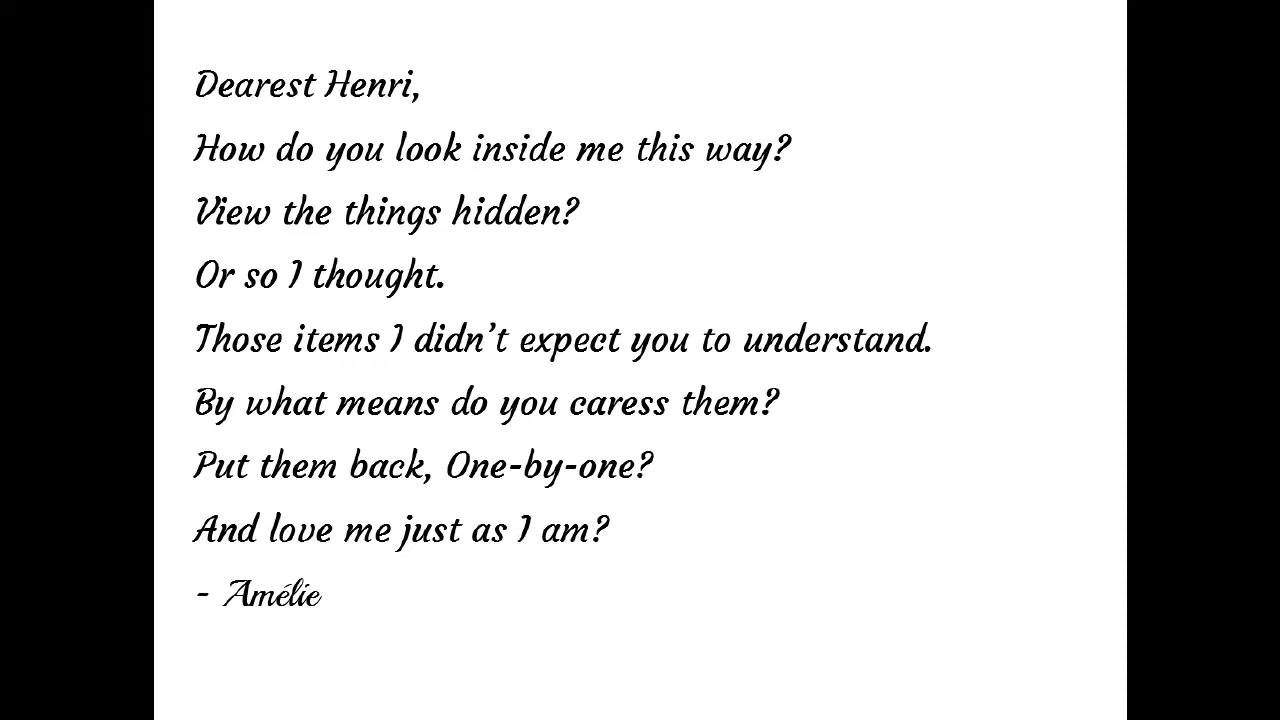 Dearest Henri,
How do you look inside me this way?
View the things hidden?
Or so I thought.
Those items I didn’t expect you to understand.
By what means do you caress them?
Put them back, One-by-one?
And love me just as I am?
- Amélie